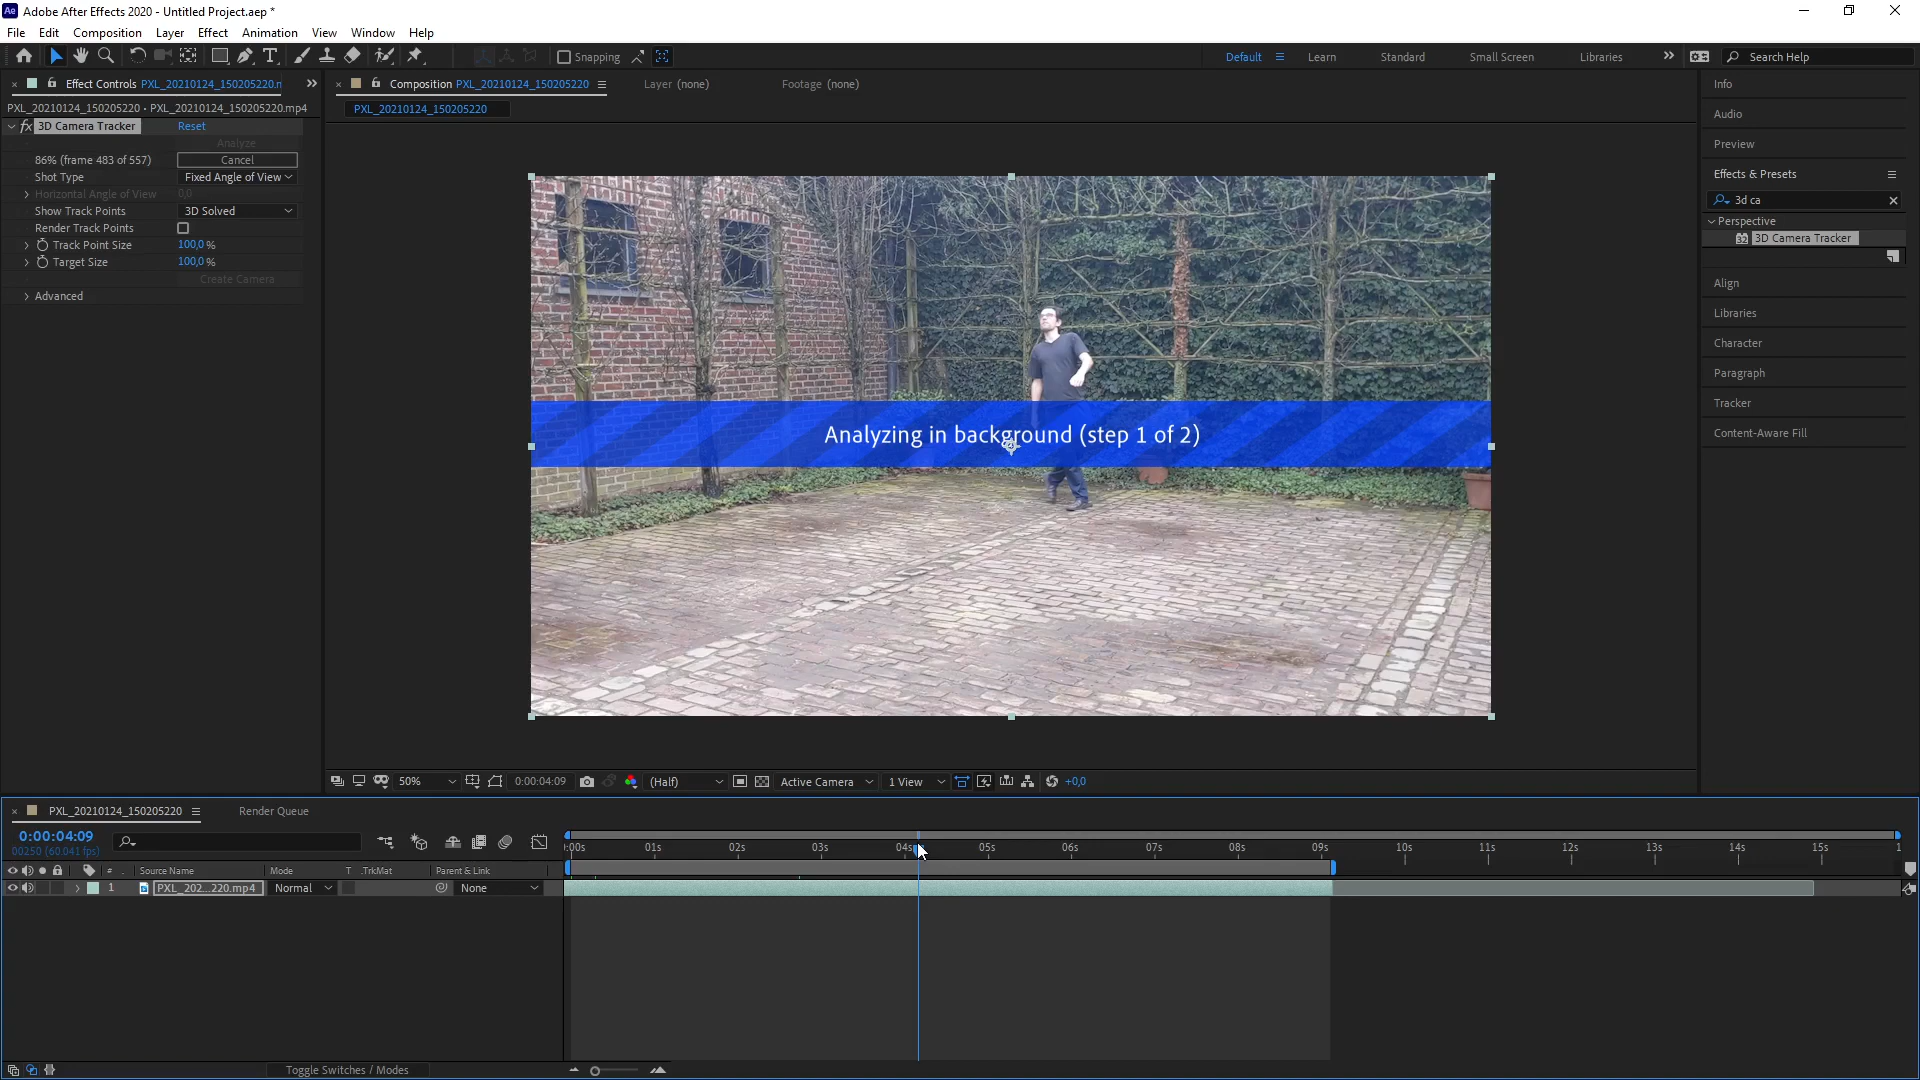 Ae Adobe After Effects 2020 - Untitled Project.aep *
File Edit Composition Layer Effect Animation View Window Help
Snapping Default Learn Standard Small Screen Libraries Search Help
Effect Controls PXL_20210124_150205220.n
Composition PXL_20210124_150205220 Layer (none) Footage (none)
PXL_20210124_150205220 • PXL_20210124_150205220.mp4
PXL_20210124_150205220
fx 3D Camera Tracker Reset
Analyze
86% (frame 483 of 557) Cancel
Shot Type Fixed Angle of View
Horizontal Angle of View 0,0
Show Track Points 3D Solved
Render Track Points
Track Point Size 100,0 %
Target Size 100,0 %
Create Camera
Advanced
Analyzing in background (step 1 of 2)
Info
Audio
Preview
Effects & Presets
3d ca
Perspective
32 3D Camera Tracker
Align
Libraries
Character
Paragraph
Tracker
Content-Aware Fill
50% 0:00:04:09 (Half) Active Camera 1 View +0,0
PXL_20210124_150205220 Render Queue
0:00:04:09
00250 (60.041 fps)
:00s 01s 02s 03s 04s 05s 06s 07s 08s 09s 10s 11s 12s 13s 14s 15s 1
# Source Name Mode T .TrkMat Parent & Link
1 PXL_202...220.mp4 Normal None
Toggle Switches / Modes